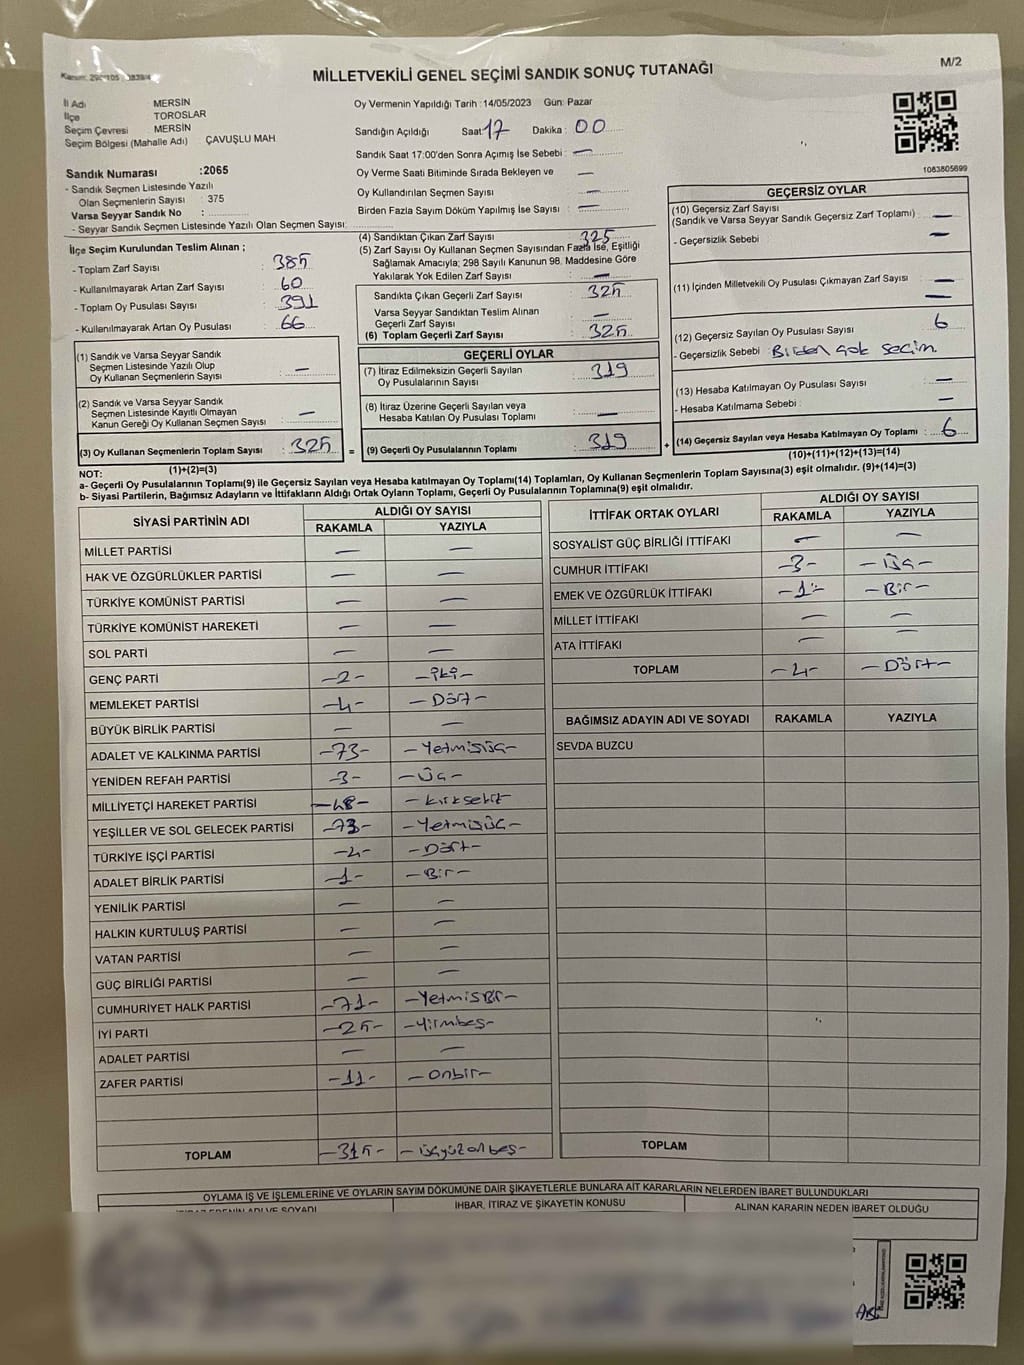 Kanun: 298/105
M/2
MİLLETVEKİLİ GENEL SEÇİMİ SANDIK SONUÇ TUTANAĞI
İl Adı MERSİN
İlçe TOROSLAR
Seçim Çevresi MERSİN
Seçim Bölgesi (Mahalle Adı) ÇAVUŞLU MAH
Sandık Numarası :2065
- Sandık Seçmen Listesinde Yazılı
Olan Seçmenlerin Sayısı : 375
Varsa Seyyar Sandık No :
- Seyyar Sandık Seçmen Listesinde Yazılı Olan Seçmen Sayısı:
Oy Vermenin Yapıldığı Tarih :14/05/2023 Gün: Pazar
Sandığın Açıldığı Saat 17 Dakika : 00
Sandık Saat 17:00'den Sonra Açımış İse Sebebi : —
Oy Verme Saati Bitiminde Sırada Bekleyen ve —
Oy Kullandırılan Seçmen Sayısı —
Birden Fazla Sayım Döküm Yapılmış İse Sayısı : —
1083805699
İlçe Seçim Kurulundan Teslim Alınan ;
- Toplam Zarf Sayısı : 385
- Kullanılmayarak Artan Zarf Sayısı : 60
- Toplam Oy Pusulası Sayısı : 391
- Kullanılmayarak Artan Oy Pusulası : 66
(1) Sandık ve Varsa Seyyar Sandık
Seçmen Listesinde Yazılı Olup
Oy Kullanan Seçmenlerin Sayısı : —
(2) Sandık ve Varsa Seyyar Sandık
Seçmen Listesinde Kayıtlı Olmayan
Kanun Gereği Oy Kullanan Seçmen Sayısı : —
(3) Oy Kullanan Seçmenlerin Toplam Sayısı : 325
(4) Sandıktan Çıkan Zarf Sayısı 325
(5) Zarf Sayısı Oy Kullanan Seçmen Sayısından Fazla İse, Eşitliği
Sağlamak Amacıyla; 298 Sayılı Kanunun 98. Maddesine Göre
Yakılarak Yok Edilen Zarf Sayısı : —
Sandıkta Çıkan Geçerli Zarf Sayısı : 325
Varsa Seyyar Sandıktan Teslim Alınan
Geçerli Zarf Sayısı : —
(6) Toplam Geçerli Zarf Sayısı : 325
GEÇERLİ OYLAR
(7) İtiraz Edilmeksizin Geçerli Sayılan
Oy Pusulalarının Sayısı : 319
(8) İtiraz Üzerine Geçerli Sayılan veya
Hesaba Katılan Oy Pusulası Toplamı : —
= (9) Geçerli Oy Pusulalarının Toplamı : 319
GEÇERSİZ OYLAR
(10) Geçersiz Zarf Sayısı
(Sandık ve Varsa Seyyar Sandık Geçersiz Zarf Toplamı) : —
- Geçersizlik Sebebi : —
(11) İçinden Milletvekili Oy Pusulası Çıkmayan Zarf Sayısı : —
—
(12) Geçersiz Sayılan Oy Pusulası Sayısı : 6
- Geçersizlik Sebebi : Birden çok seçim.
(13) Hesaba Katılmayan Oy Pusulası Sayısı : —
- Hesaba Katılmama Sebebi : —
+ (14) Geçersiz Sayılan veya Hesaba Katılmayan Oy Toplamı : 6
NOT: (1)+(2)=(3)
(10)+(11)+(12)+(13)=(14)
a- Geçerli Oy Pusulalarının Toplamı(9) ile Geçersiz Sayılan veya Hesaba katılmayan Oy Toplamı(14) Toplamları, Oy Kullanan Seçmenlerin Toplam Sayısına(3) eşit olmalıdır. (9)+(14)=(3)
b- Siyasi Partilerin, Bağımsız Adayların ve İttifakların Aldığı Ortak Oyların Toplamı, Geçerli Oy Pusulalarının Toplamına(9) eşit olmalıdır.
SİYASİ PARTİNİN ADI ALDIĞI OY SAYISI
RAKAMLA YAZIYLA
MİLLET PARTİSİ — —
HAK VE ÖZGÜRLÜKLER PARTİSİ — —
TÜRKİYE KOMÜNİST PARTİSİ — —
TÜRKİYE KOMÜNİST HAREKETİ — —
SOL PARTİ — —
GENÇ PARTİ -2- -iki-
MEMLEKET PARTİSİ -4- -Dört-
BÜYÜK BİRLİK PARTİSİ — —
ADALET VE KALKINMA PARTİSİ -73- -Yetmişüç-
YENİDEN REFAH PARTİSİ -3- -Üç-
MİLLİYETÇİ HAREKET PARTİSİ -48- -kırksekiz
YEŞİLLER VE SOL GELECEK PARTİSİ -73- -Yetmişüç-
TÜRKİYE İŞÇİ PARTİSİ -4- -Dört-
ADALET BİRLİK PARTİSİ -1- -Bir-
YENİLİK PARTİSİ — —
HALKIN KURTULUŞ PARTİSİ — —
VATAN PARTİSİ — —
GÜÇ BİRLİĞİ PARTİSİ — —
CUMHURİYET HALK PARTİSİ -71- -YetmişBir-
İYİ PARTİ -25- -Yirmbeş-
ADALET PARTİSİ — —
ZAFER PARTİSİ -11- -Onbir-
TOPLAM -315- -üçyüzonbeş-
İTTİFAK ORTAK OYLARI ALDIĞI OY SAYISI
RAKAMLA YAZIYLA
SOSYALİST GÜÇ BİRLİĞİ İTTİFAKI — —
CUMHUR İTTİFAKI -3- -Üç-
EMEK VE ÖZGÜRLÜK İTTİFAKI -1- -Bir-
MİLLET İTTİFAKI — —
ATA İTTİFAKI — —
TOPLAM -4- -Dört-
BAĞIMSIZ ADAYIN ADI VE SOYADI RAKAMLA YAZIYLA
SEVDA BUZCU
TOPLAM
OYLAMA İŞ VE İŞLEMLERİNE VE OYLARIN SAYIM DÖKÜMÜNE DAİR ŞİKAYETLERLE BUNLARA AİT KARARLARIN NELERDEN İBARET BULUNDUKLARI
İHBAR, İTİRAZ VE ŞİKAYETİN KONUSU ALINAN KARARIN NEDEN İBARET OLDUĞU